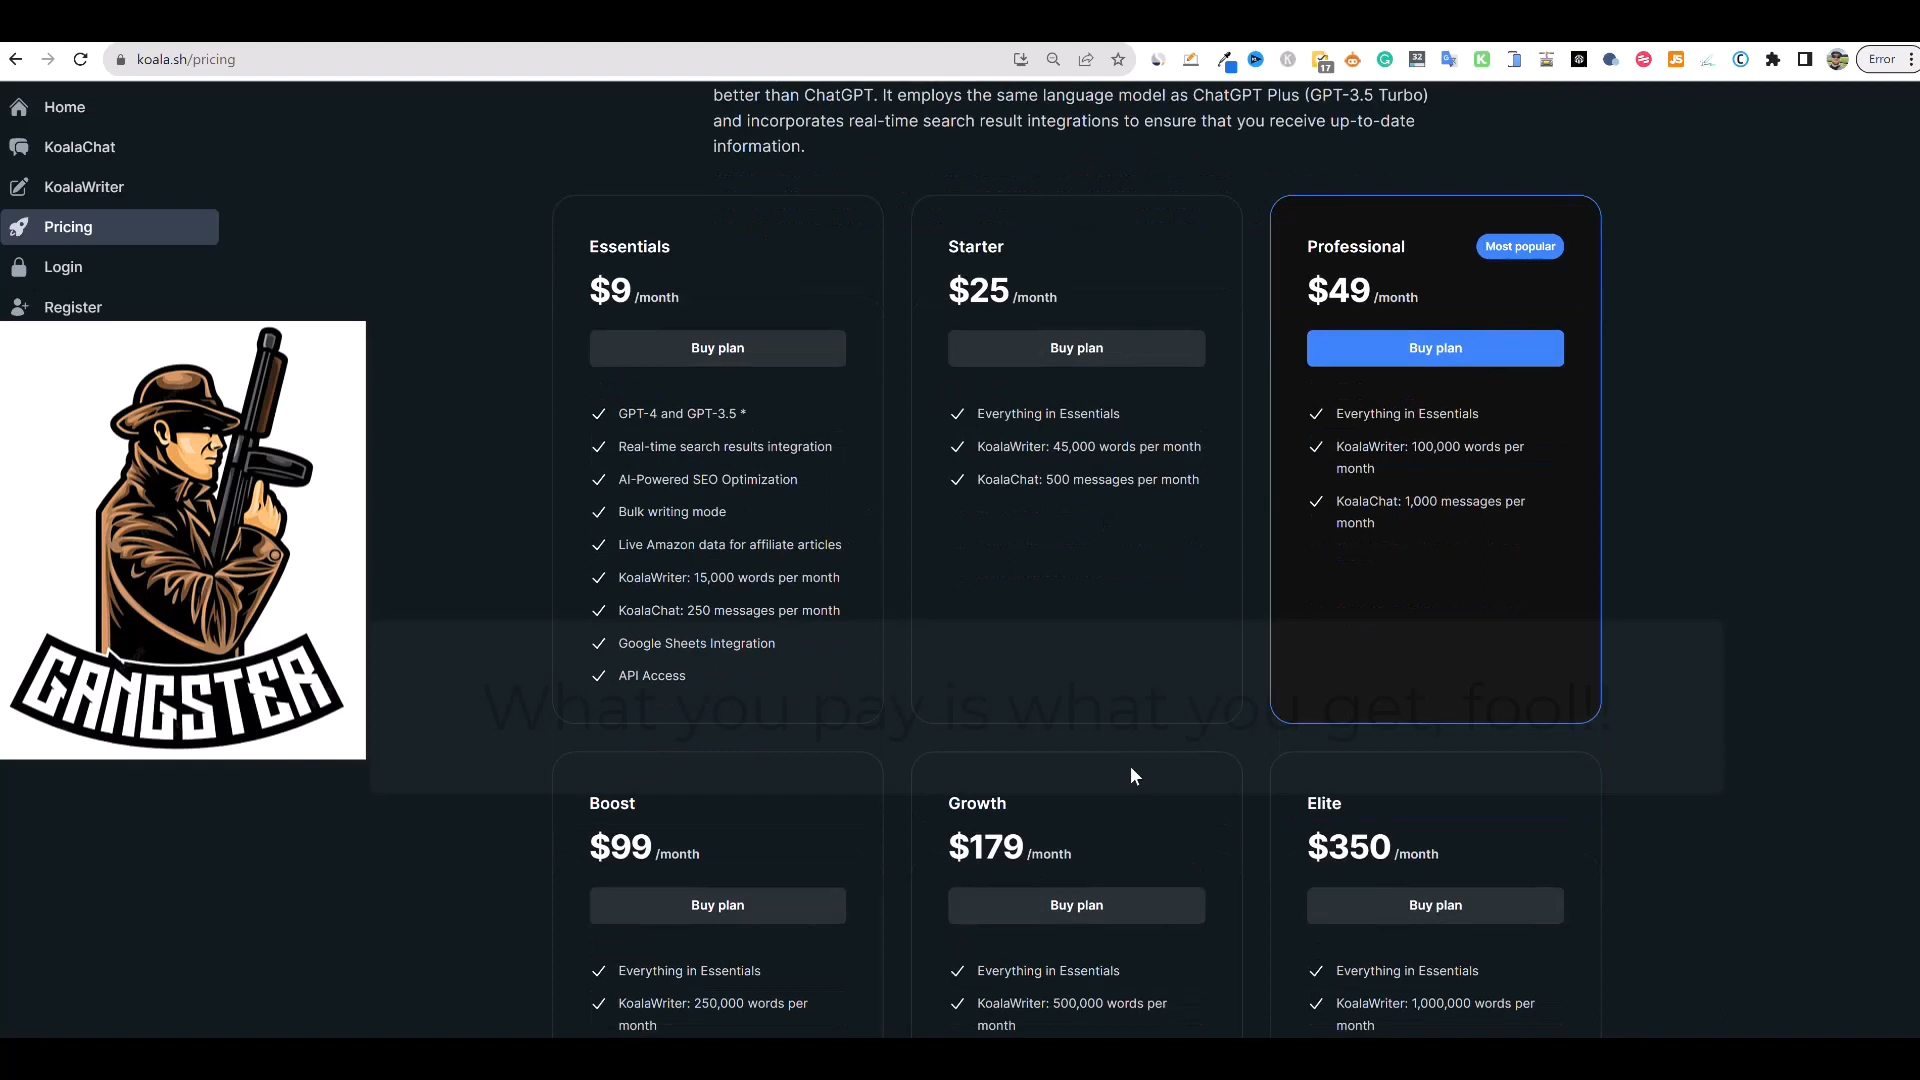 koala.sh/pricing
17
32
JS
Error
Home
KoalaChat
KoalaWriter
Pricing
Login
Register
better than ChatGPT. It employs the same language model as ChatGPT Plus (GPT-3.5 Turbo)
and incorporates real-time search result integrations to ensure that you receive up-to-date
information.
Essentials
$9 /month
Buy plan
GPT-4 and GPT-3.5 *
Real-time search results integration
AI-Powered SEO Optimization
Bulk writing mode
Live Amazon data for affiliate articles
KoalaWriter: 15,000 words per month
KoalaChat: 250 messages per month
Google Sheets Integration
API Access
Starter
$25 /month
Buy plan
Everything in Essentials
KoalaWriter: 45,000 words per month
KoalaChat: 500 messages per month
Professional
Most popular
$49 /month
Buy plan
Everything in Essentials
KoalaWriter: 100,000 words per
month
KoalaChat: 1,000 messages per
month
GANGSTER
What you pay is what you get, fool!!
Boost
$99 /month
Buy plan
Everything in Essentials
KoalaWriter: 250,000 words per
month
Growth
$179 /month
Buy plan
Everything in Essentials
KoalaWriter: 500,000 words per
month
Elite
$350 /month
Buy plan
Everything in Essentials
KoalaWriter: 1,000,000 words per
month